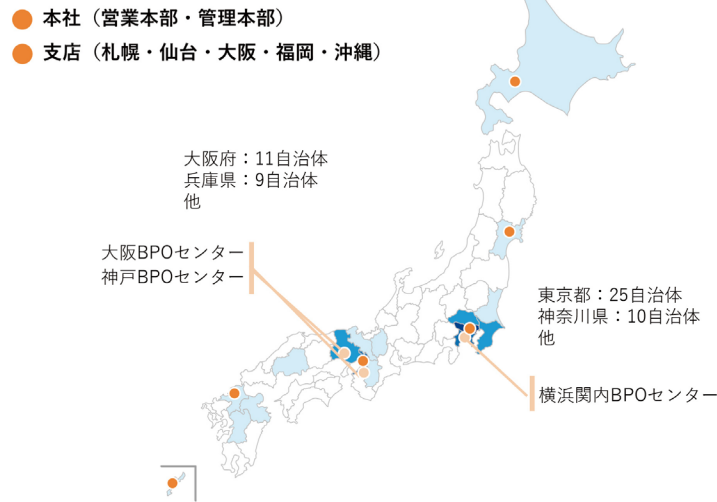 本社（営業本部・管理本部）
支店（札幌・仙台・大阪・福岡・沖縄）
大阪府：11自治体
兵庫県：9自治体
他
大阪BPOセンター
神戸BPOセンター
東京都：25自治体
神奈川県：10自治体
他
横浜関内BPOセンター